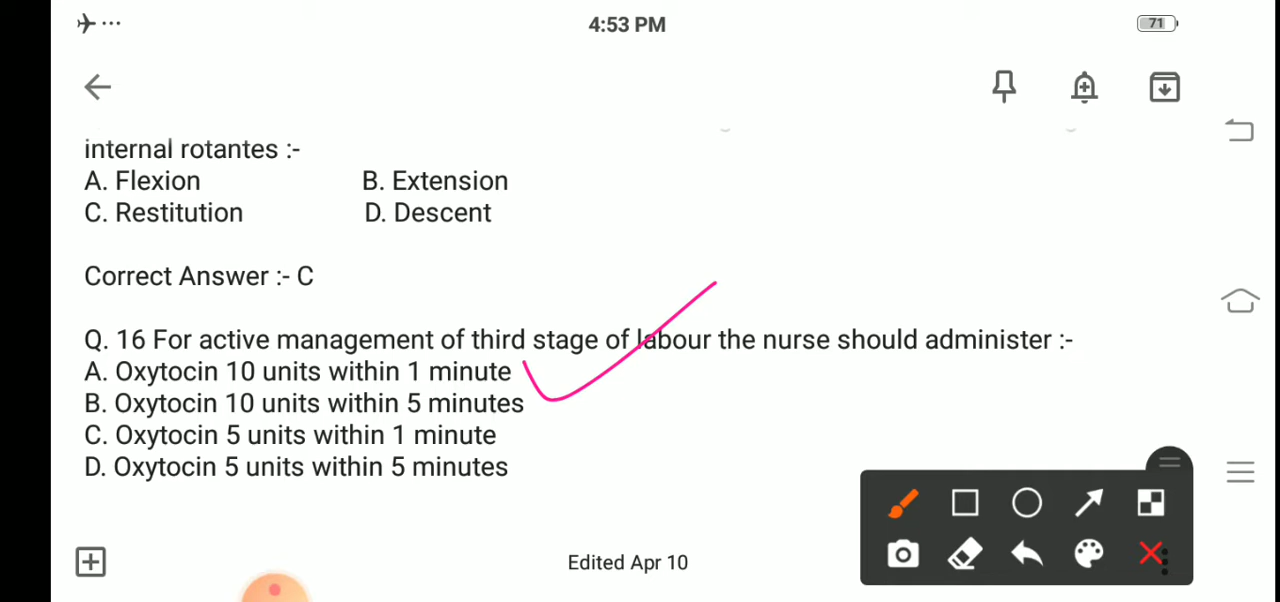 4:53 PM
71
internal rotantes :-
A. Flexion B. Extension
C. Restitution D. Descent
Correct Answer :- C
Q. 16 For active management of third stage of labour the nurse should administer :-
A. Oxytocin 10 units within 1 minute
B. Oxytocin 10 units within 5 minutes
C. Oxytocin 5 units within 1 minute
D. Oxytocin 5 units within 5 minutes
Edited Apr 10